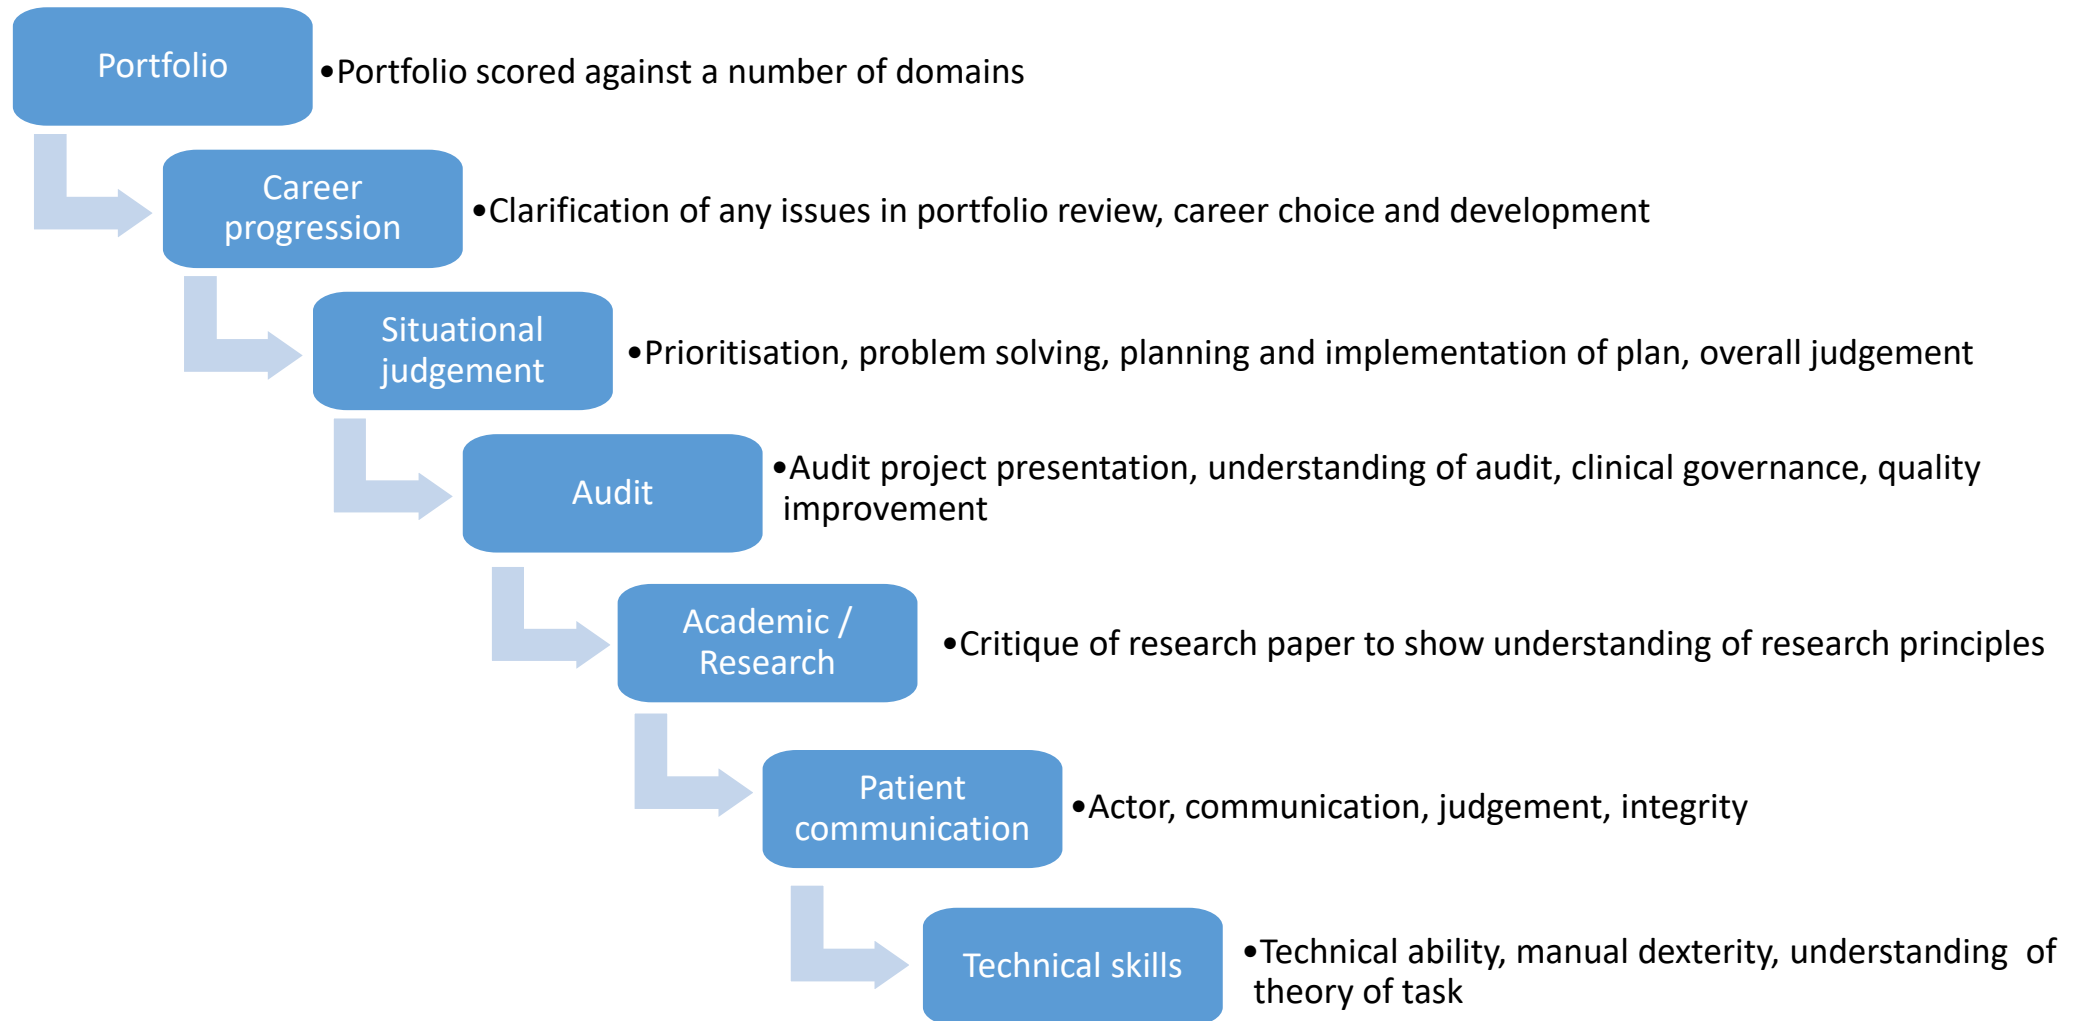 Portfolio
•Portfolio scored against a number of domains
Career
progression
•Clarification of any issues in portfolio review, career choice and development
Situational
judgement
•Prioritisation, problem solving, planning and implementation of plan, overall judgement
Audit
•Audit project presentation, understanding of audit, clinical governance, quality
improvement
Academic /
Research
•Critique of research paper to show understanding of research principles
Patient
communication
•Actor, communication, judgement, integrity
Technical skills
•Technical ability, manual dexterity, understanding  of
theory of task